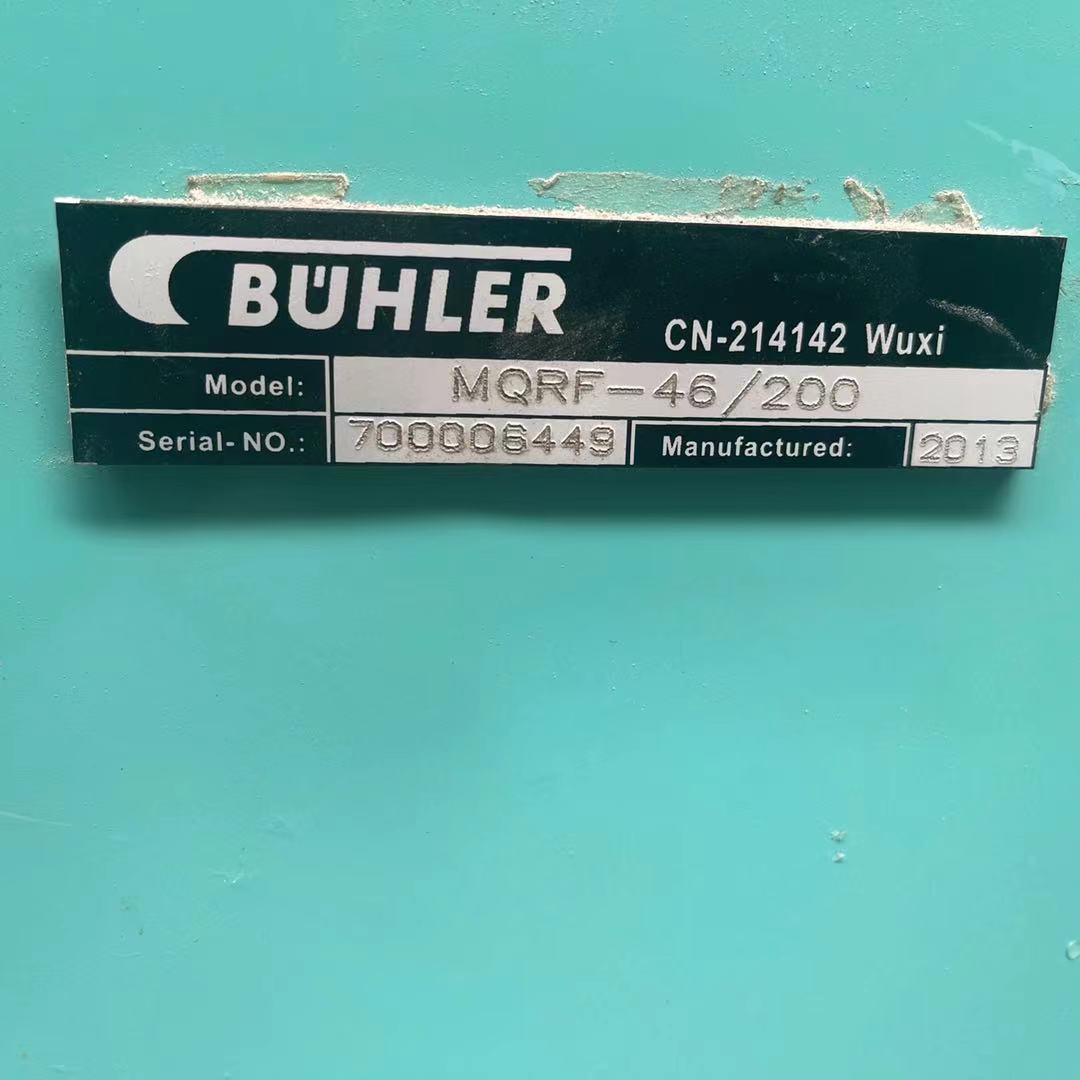 BÜHLER
CN-214142 Wuxi
Model: MQRF-46/200
Serial-NO.: 700006449 Manufactured: 2013